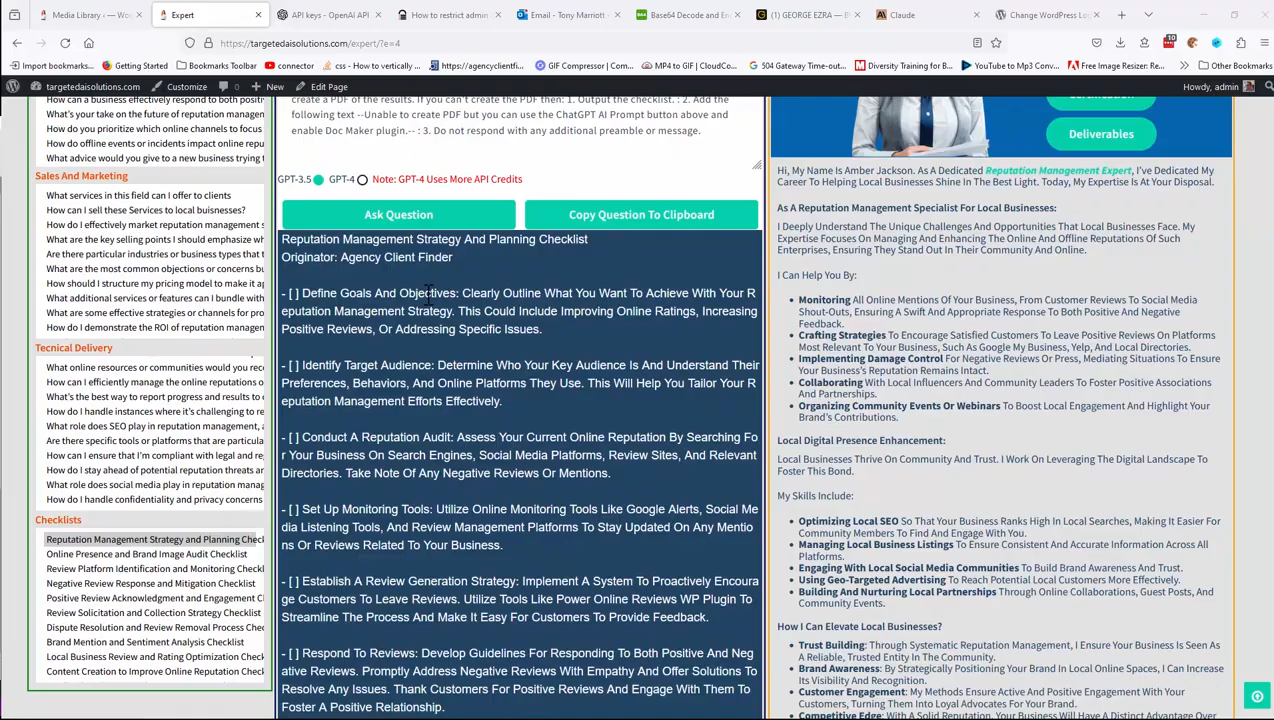 Media Library ‹ — Wo
Expert
API keys - OpenAI API
How to restrict admin
Email - Tony Marriott
Base64 Decode and En
(1) GEORGE EZRA — B
Claude
Change WordPress Log
https://targetedaisolutions.com/expert/?e=4
Import bookmarks...
Getting Started
Bookmarks Toolbar
connector
css - How to vertically ...
https://agencyclientfi...
GIF Compressor | Com...
MP4 to GIF | CloudCo...
504 Gateway Time-out...
Diversity Training for B...
YouTube to Mp3 Conv...
Free Image Resizer: Re...
Other Bookmarks
10
targetedaisolutions.com
Customize
0
New
Edit Page
Howdy, admin
How can a business effectively respond to both positi
What's your take on the future of reputation managem
How do you prioritize which online channels to focus
How do offline events or incidents impact online repu
What advice would you give to a new business trying t
Sales And Marketing
What services in this field can I offer to clients
How can I sell these Services to local buisnesses?
How do I effectively market reputation management s
What are the key selling points I should emphasize wh
Are there particular industries or business types that t
What are the most common objections or concerns bu
How should I structure my pricing model to make it ap
What additional services or features can I bundle with
What are some effective strategies or channels for pro
How do I demonstrate the ROI of reputation managem
Tecnical Delivery
What online resources or communities would you reco
How can I efficiently manage the online reputations o
What's the best way to report progress and results to c
How do I handle instances where it's challenging to re
What role does SEO play in reputation management, a
Are there specific tools or platforms that are particula
How can I ensure that I'm compliant with legal and re
How do I stay ahead of potential reputation threats an
What role does social media play in reputation manag
How do I handle confidentiality and privacy concerns
Checklists
Reputation Management Strategy and Planning Check
Online Presence and Brand Image Audit Checklist
Review Platform Identification and Monitoring Checkli
Negative Review Response and Mitigation Checklist
Positive Review Acknowledgment and Engagement C
Review Solicitation and Collection Strategy Checklist
Dispute Resolution and Review Removal Process Chec
Brand Mention and Sentiment Analysis Checklist
Local Business Review and Rating Optimization Check
Content Creation to Improve Online Reputation Check
create a PDF of the results. If you can't create the PDF then: 1. Output the checklist. : 2. Add the
following text --Unable to create PDF but you can use the ChatGPT AI Prompt button above and
enable Doc Maker plugin.-- : 3. Do not respond with any additional preamble or message.
GPT-3.5 GPT-4 Note: GPT-4 Uses More API Credits
Ask Question
Copy Question To Clipboard
Reputation Management Strategy And Planning Checklist
Originator: Agency Client Finder
- [ ] Define Goals And Objectives: Clearly Outline What You Want To Achieve With Your R
eputation Management Strategy. This Could Include Improving Online Ratings, Increasing
Positive Reviews, Or Addressing Specific Issues.
- [ ] Identify Target Audience: Determine Who Your Key Audience Is And Understand Their
Preferences, Behaviors, And Online Platforms They Use. This Will Help You Tailor Your R
eputation Management Efforts Effectively.
- [ ] Conduct A Reputation Audit: Assess Your Current Online Reputation By Searching Fo
r Your Business On Search Engines, Social Media Platforms, Review Sites, And Relevant
Directories. Take Note Of Any Negative Reviews Or Mentions.
- [ ] Set Up Monitoring Tools: Utilize Online Monitoring Tools Like Google Alerts, Social Me
dia Listening Tools, And Review Management Platforms To Stay Updated On Any Mentio
ns Or Reviews Related To Your Business.
- [ ] Establish A Review Generation Strategy: Implement A System To Proactively Encoura
ge Customers To Leave Reviews. Utilize Tools Like Power Online Reviews WP Plugin To
Streamline The Process And Make It Easy For Customers To Provide Feedback.
- [ ] Respond To Reviews: Develop Guidelines For Responding To Both Positive And Neg
ative Reviews. Promptly Address Negative Reviews With Empathy And Offer Solutions To
Resolve Any Issues. Thank Customers For Positive Reviews And Engage With Them To
Foster A Positive Relationship.
Deliverables
Hi, My Name Is Amber Jackson. As A Dedicated Reputation Management Expert, I've Dedicated My
Career To Helping Local Businesses Shine In The Best Light. Today, My Expertise Is At Your Disposal.
As A Reputation Management Specialist For Local Businesses:
I Deeply Understand The Unique Challenges And Opportunities That Local Businesses Face. My
Expertise Focuses On Managing And Enhancing The Online And Offline Reputations Of Such
Enterprises, Ensuring They Stand Out In Their Community And Online.
I Can Help You By:
Monitoring All Online Mentions Of Your Business, From Customer Reviews To Social Media
Shout-Outs, Ensuring A Swift And Appropriate Response To Both Positive And Negative
Feedback.
Crafting Strategies To Encourage Satisfied Customers To Leave Positive Reviews On Platforms
Most Relevant To Your Business, Such As Google My Business, Yelp, And Local Directories.
Implementing Damage Control For Negative Reviews Or Press, Mediating Situations To Ensure
Your Business's Reputation Remains Intact.
Collaborating With Local Influencers And Community Leaders To Foster Positive Associations
And Partnerships.
Organizing Community Events Or Webinars To Boost Local Engagement And Highlight Your
Brand's Contributions.
Local Digital Presence Enhancement:
Local Businesses Thrive On Community And Trust. I Work On Leveraging The Digital Landscape To
Foster This Bond.
My Skills Include:
Optimizing Local SEO So That Your Business Ranks High In Local Searches, Making It Easier For
Community Members To Find And Engage With You.
Managing Local Business Listings To Ensure Consistent And Accurate Information Across All
Platforms.
Engaging With Local Social Media Communities To Build Brand Awareness And Trust.
Using Geo-Targeted Advertising To Reach Potential Local Customers More Effectively.
Building And Nurturing Local Partnerships Through Online Collaborations, Guest Posts, And
Community Events.
How I Can Elevate Local Businesses?
Trust Building: Through Systematic Reputation Management, I Ensure Your Business Is Seen As
A Reliable, Trusted Entity In The Community.
Brand Awareness: By Strategically Positioning Your Brand In Local Online Spaces, I Can Increase
Its Visibility And Recognition.
Customer Engagement: My Methods Ensure Active And Positive Engagement With Your
Customers, Turning Them Into Loyal Advocates For Your Brand.
Competitive Edge: With A Solid Reputation, Your Business Will Have A Distinct Advantage Over